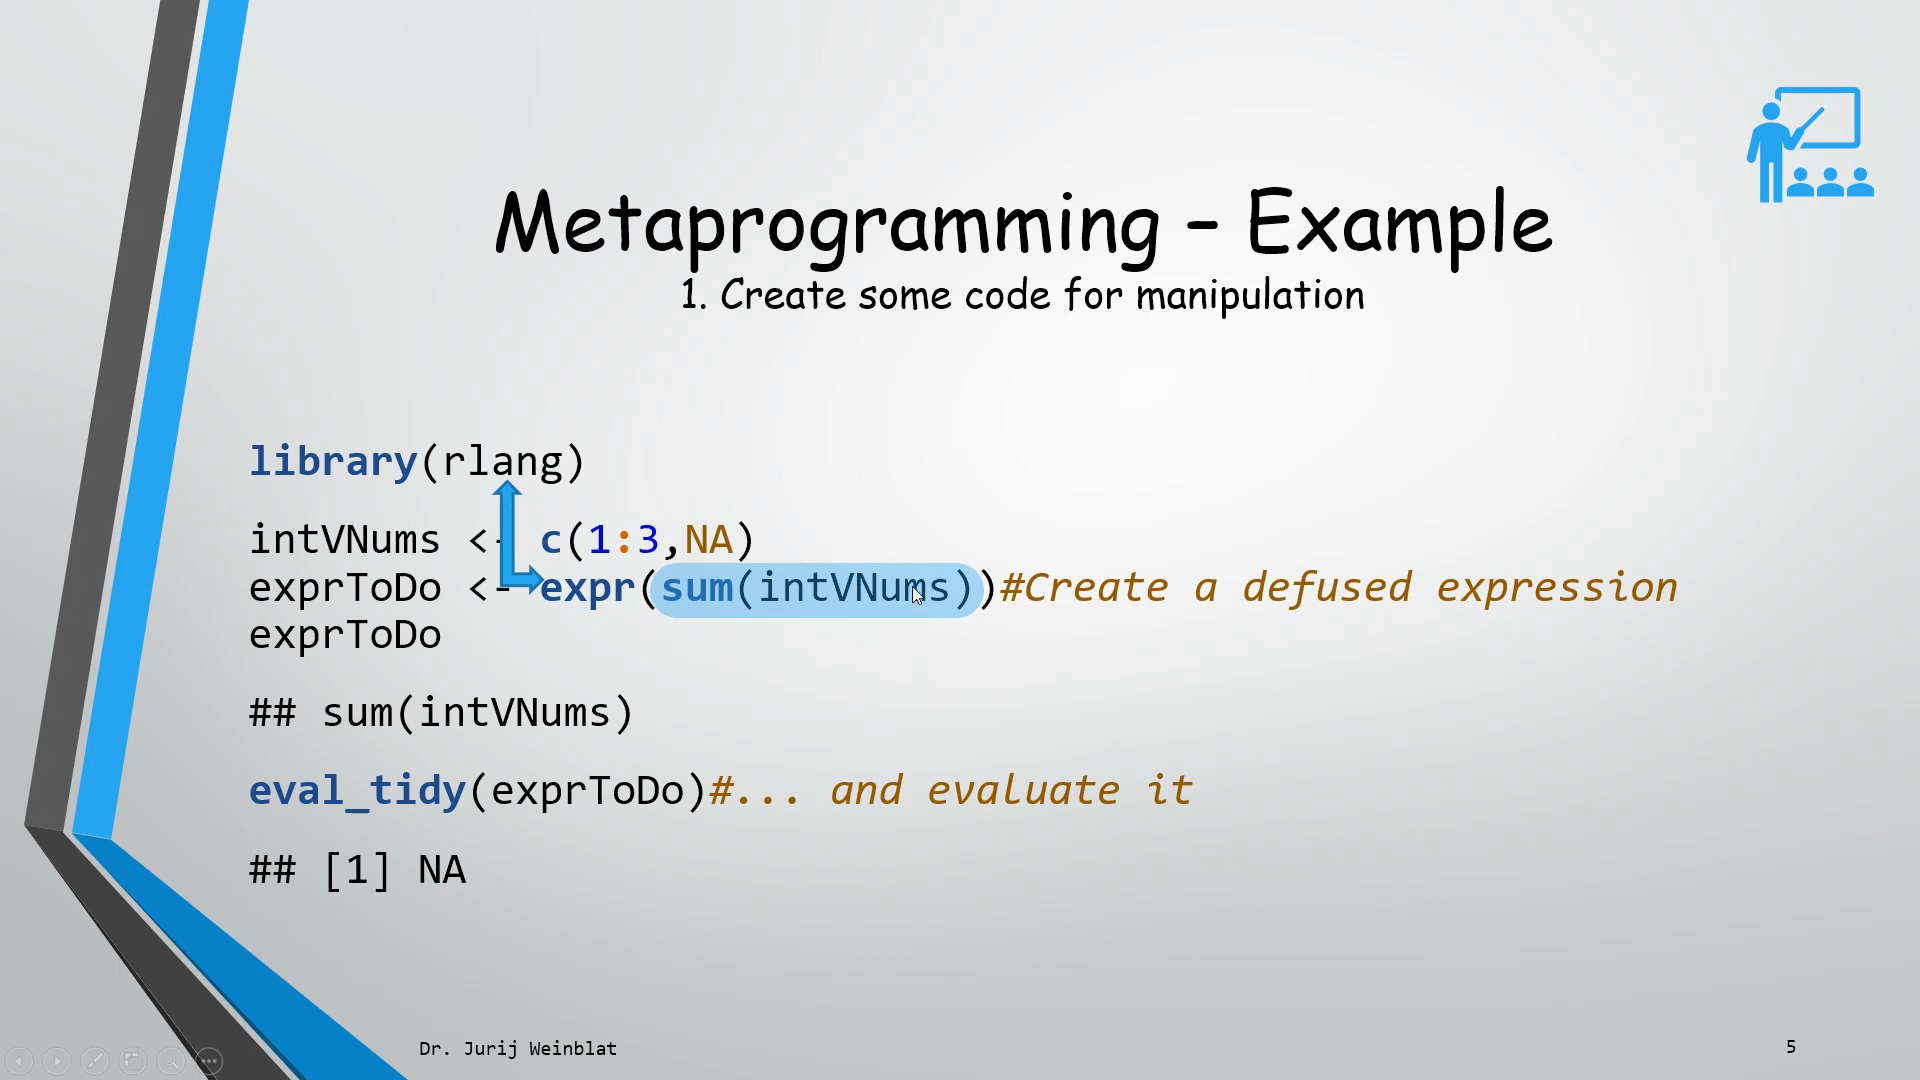 Metaprogramming – Example
1. Create some code for manipulation
library(rlang)
intVNums <- c(1:3,NA)
exprToDo <- expr(sum(intVNums))#Create a defused expression
exprToDo
## sum(intVNums)
eval_tidy(exprToDo)#... and evaluate it
## [1] NA
Dr. Jurij Weinblat
5